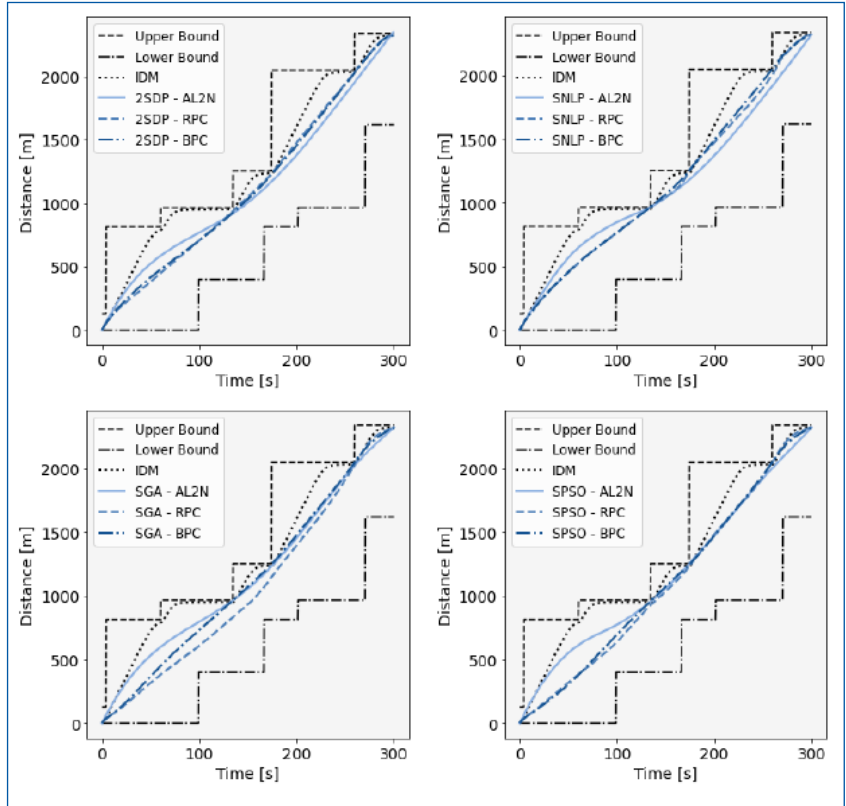 Upper Bound
Lower Bound
IDM
2SDP - AL2N
2SDP - RPC
2SDP - BPC
Distance [m]
2000
1500
1000
500
0
0 100 200 300
Time [s]
Upper Bound
Lower Bound
IDM
SNLP - AL2N
SNLP - RPC
SNLP - BPC
Distance [m]
2000
1500
1000
500
0
0 100 200 300
Time [s]
Upper Bound
Lower Bound
IDM
SGA - AL2N
SGA - RPC
SGA - BPC
Distance [m]
2000
1500
1000
500
0
0 100 200 300
Time [s]
Upper Bound
Lower Bound
IDM
SPSO - AL2N
SPSO - RPC
SPSO - BPC
Distance [m]
2000
1500
1000
500
0
0 100 200 300
Time [s]